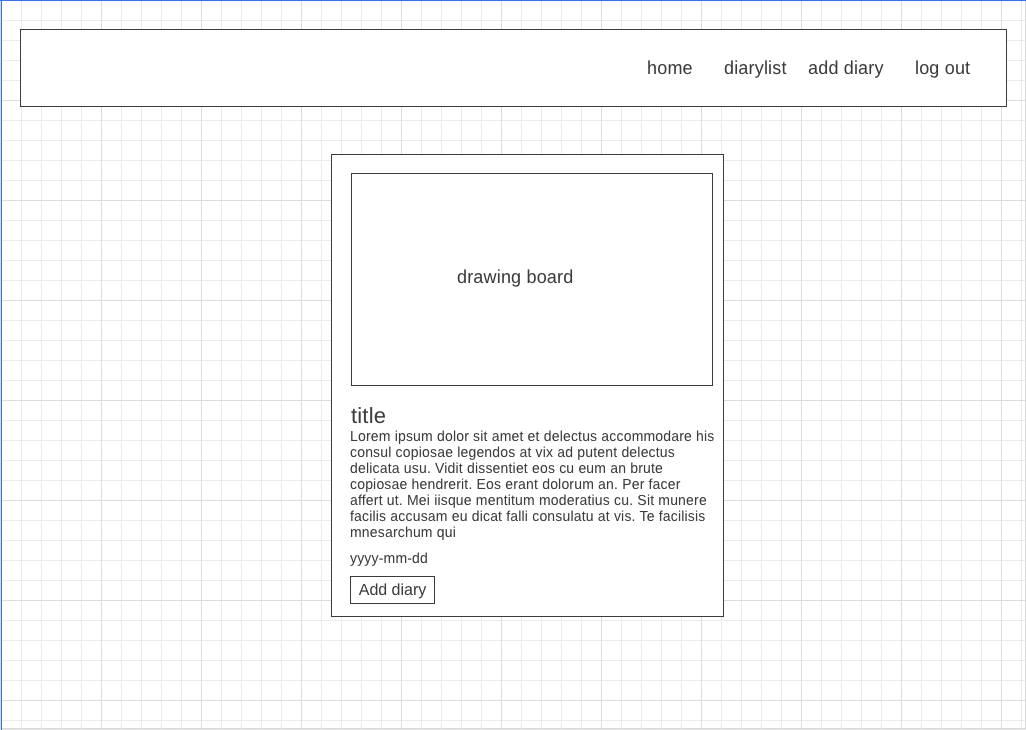 home diarylist add diary log out
drawing board
title
Lorem ipsum dolor sit amet et delectus accommodare his
consul copiosae legendos at vix ad putent delectus
delicata usu. Vidit dissentiet eos cu eum an brute
copiosae hendrerit. Eos erant dolorum an. Per facer
affert ut. Mei iisque mentitum moderatius cu. Sit munere
facilis accusam eu dicat falli consulatu at vis. Te facilisis
mnesarchum qui
yyyy-mm-dd
Add diary